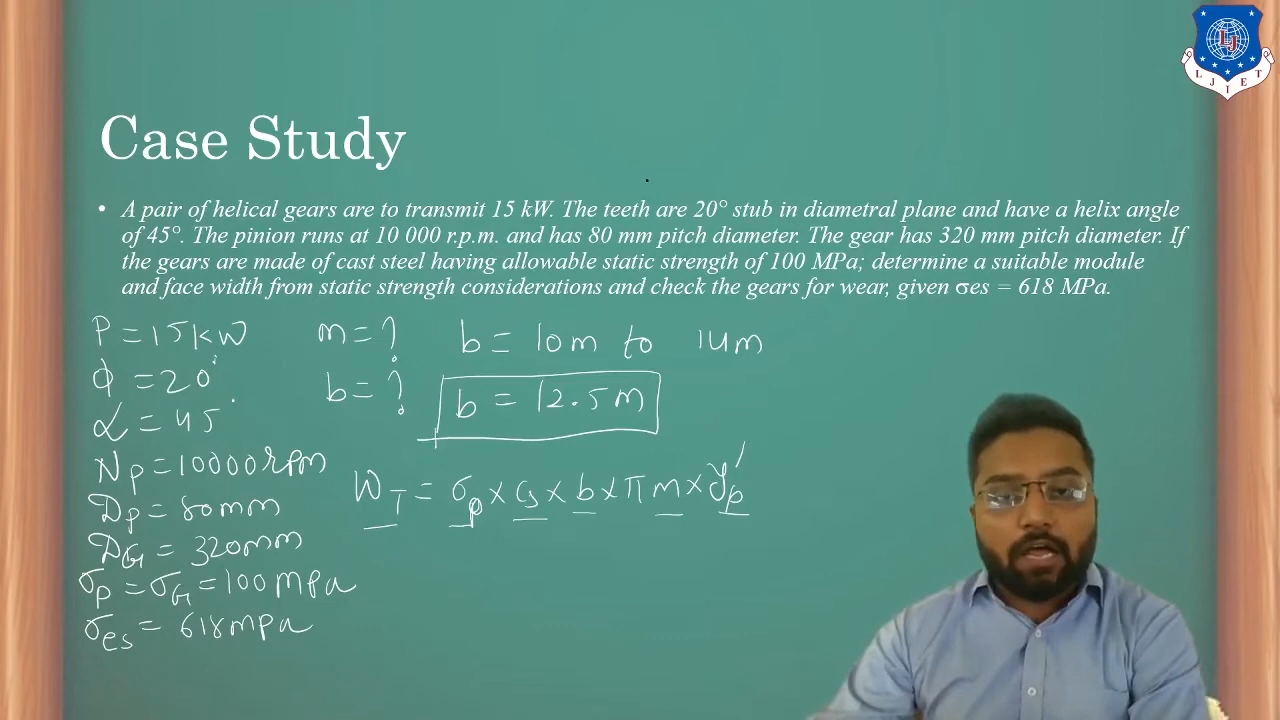 LJIET
Case Study
• A pair of helical gears are to transmit 15 kW. The teeth are 20° stub in diametral plane and have a helix angle
of 45°. The pinion runs at 10 000 r.p.m. and has 80 mm pitch diameter. The gear has 320 mm pitch diameter. If
the gears are made of cast steel having allowable static strength of 100 MPa; determine a suitable module
and face width from static strength considerations and check the gears for wear, given σes = 618 MPa.
P = 15 kW m = ? b = 10m to 14m
ϕ = 20° b = ? b = 12.5m
α = 45°
Np = 10000 rpm
WT = σp × Cs × b × π m × y'p
Dp = 80mm
DG = 320mm
σp = σG = 100 mpa
σes = 618 mpa